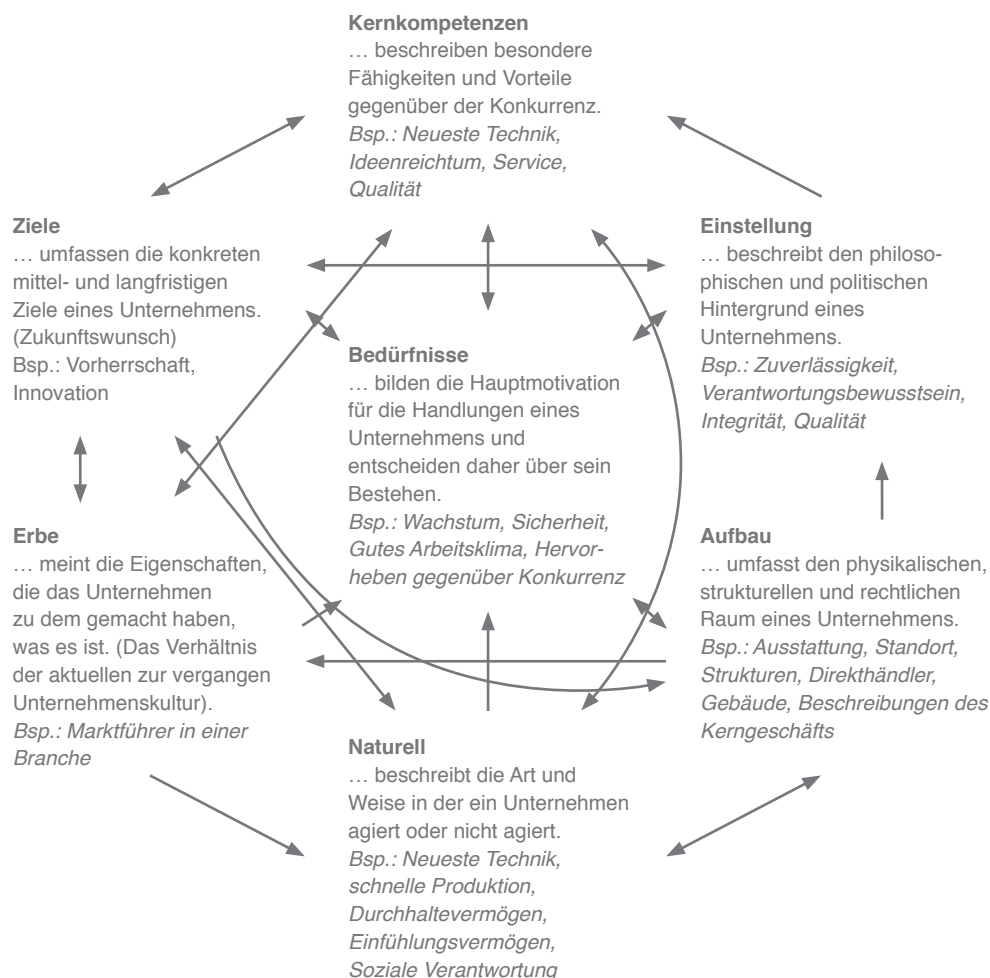 Kernkompetenzen
… beschreiben besondere
Fähigkeiten und Vorteile
gegenüber der Konkurrenz.
Bsp.: Neueste Technik,
Ideenreichtum, Service,
Qualität
Ziele
… umfassen die konkreten
mittel- und langfristigen
Ziele eines Unternehmens.
(Zukunftswunsch)
Bsp.: Vorherrschaft,
Innovation
Einstellung
… beschreibt den philoso-
phischen und politischen
Hintergrund eines
Unternehmens.
Bsp.: Zuverlässigkeit,
Verantwortungsbewusstsein,
Integrität, Qualität
Bedürfnisse
… bilden die Hauptmotivation
für die Handlungen eines
Unternehmens und
entscheiden daher über sein
Bestehen.
Bsp.: Wachstum, Sicherheit,
Gutes Arbeitsklima, Hervor-
heben gegenüber Konkurrenz
Erbe
… meint die Eigenschaften,
die das Unternehmen
zu dem gemacht haben,
was es ist. (Das Verhältnis
der aktuellen zur vergangen
Unternehmenskultur).
Bsp.: Marktführer in einer
Branche
Aufbau
… umfasst den physikalischen,
strukturellen und rechtlichen
Raum eines Unternehmens.
Bsp.: Ausstattung, Standort,
Strukturen, Direkthändler,
Gebäude, Beschreibungen des
Kerngeschäfts
Naturell
… beschreibt die Art und
Weise in der ein Unternehmen
agiert oder nicht agiert.
Bsp.: Neueste Technik,
schnelle Produktion,
Durchhaltevermögen,
Einfühlungsvermögen,
Soziale Verantwortung